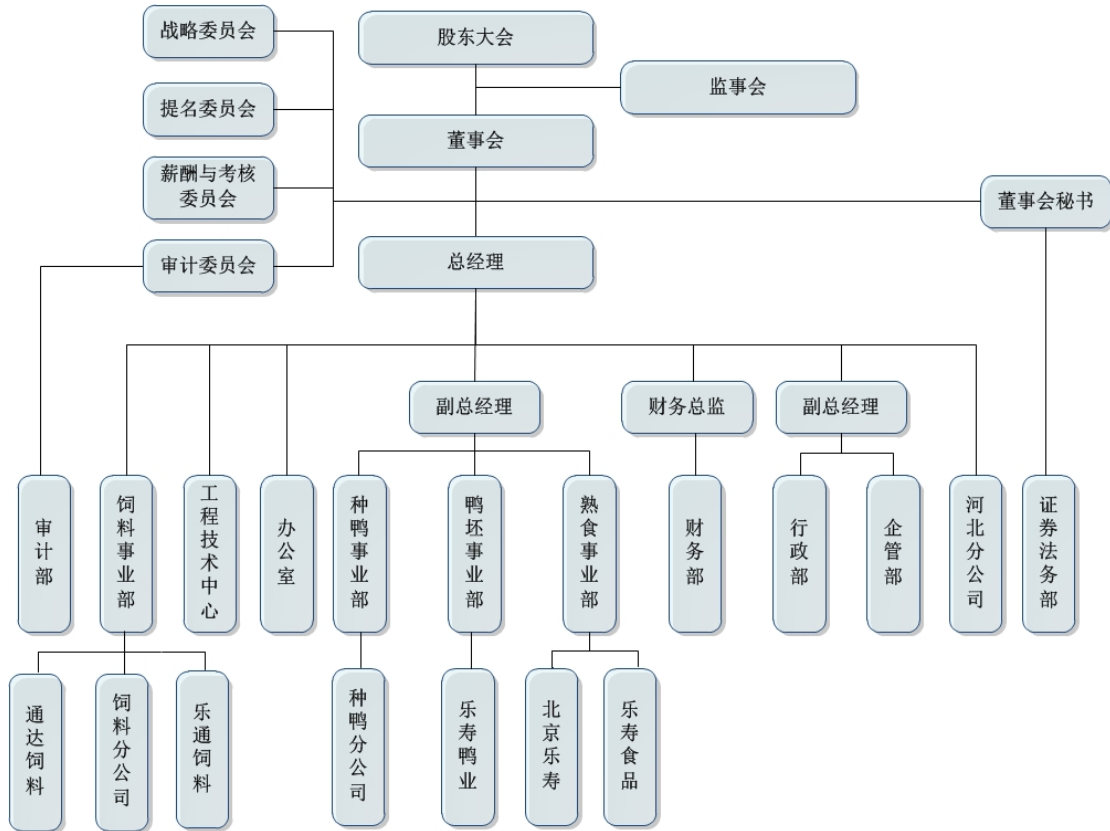 战略委员会
股东大会
监事会
提名委员会
董事会
薪酬与考核
委员会
董事会秘书
审计委员会
总经理
副总经理
财务总监
副总经理
审计部
饲料事业部
工程技术中心
办公室
种鸭事业部
鸭坯事业部
熟食事业部
财务部
行政部
企管部
河北分公司
证券法务部
通达饲料
饲料分公司
乐通饲料
种鸭分公司
乐寿鸭业
北京乐寿
乐寿食品